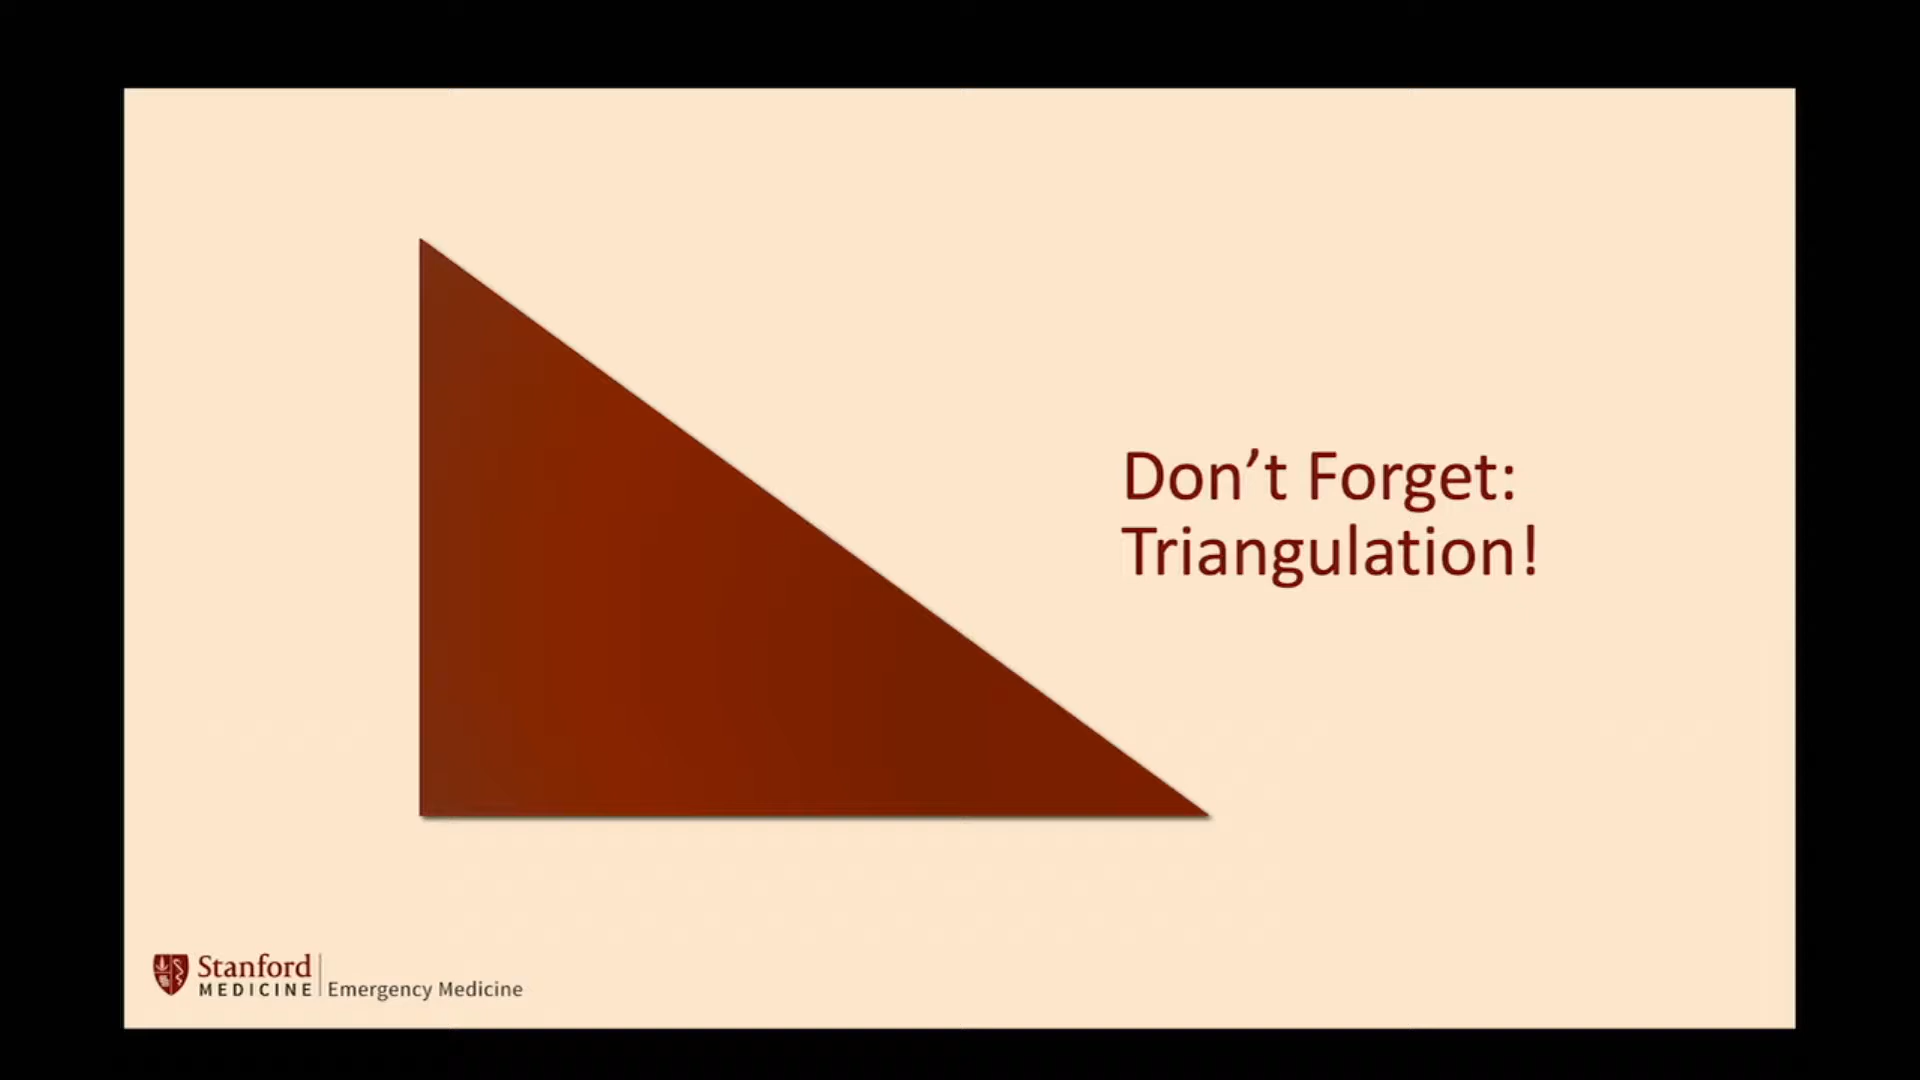 Don’t Forget:
Triangulation!
Stanford
MEDICINE
Emergency Medicine